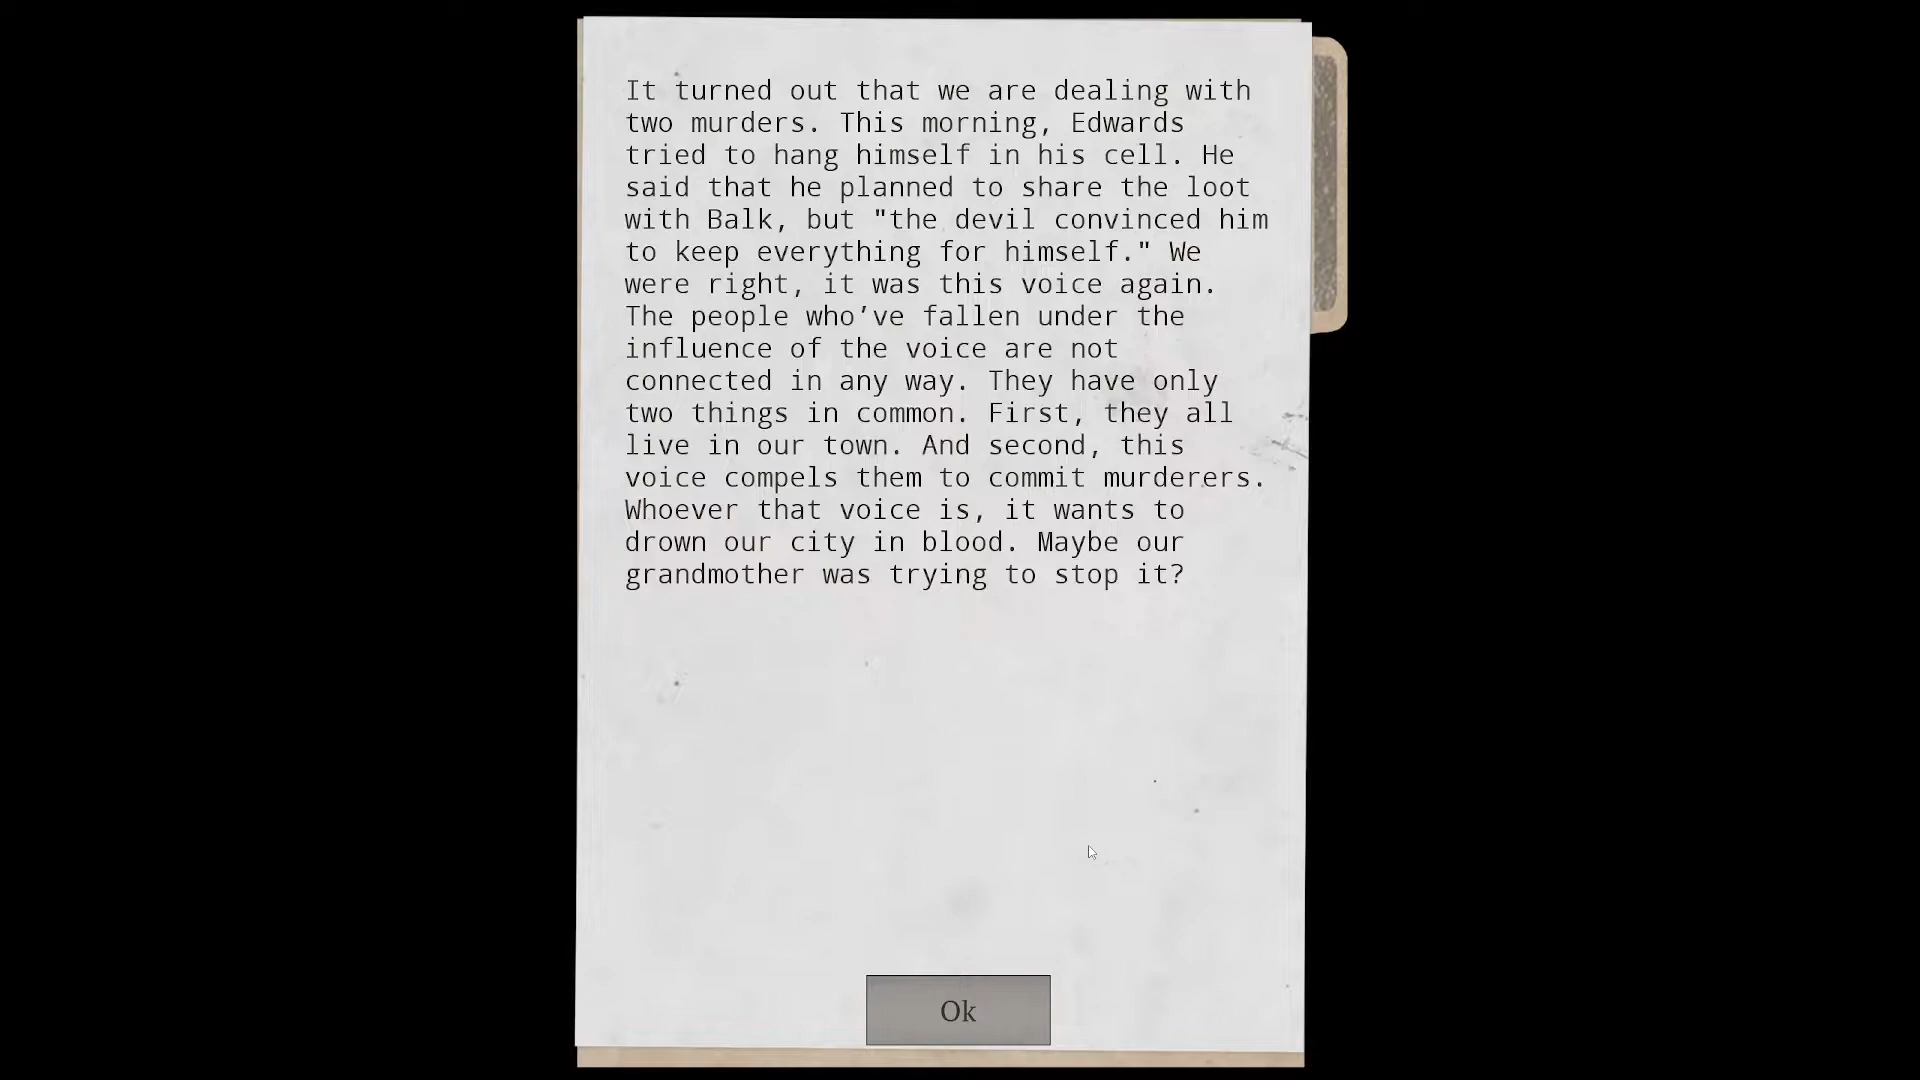 It turned out that we are dealing with
two murders. This morning, Edwards
tried to hang himself in his cell. He
said that he planned to share the loot
with Balk, but "the devil convinced him
to keep everything for himself." We
were right, it was this voice again.
The people who’ve fallen under the
influence of the voice are not
connected in any way. They have only
two things in common. First, they all
live in our town. And second, this
voice compels them to commit murderers.
Whoever that voice is, it wants to
drown our city in blood. Maybe our
grandmother was trying to stop it?
Ok